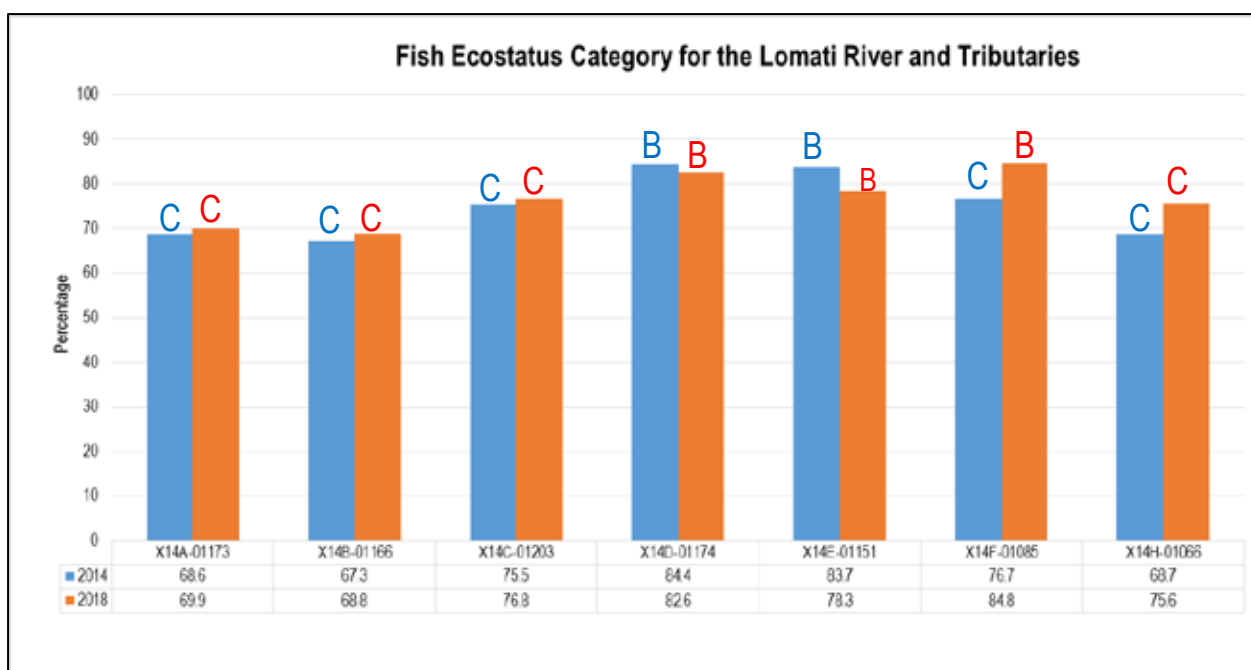 Fish Ecostatus Category for the Lomati River and Tributaries
100
90
80
70
60
50
40
30
20
10
0
Percentage
C C C C C C B B B B C B C C
X14A-01173 X14B-01166 X14C-01203 X14D-01174 X14E-01151 X14F-01085 X14H-01066
2014 68.6 67.3 75.5 84.4 83.7 76.7 68.7
2018 69.9 68.8 76.8 82.6 78.3 84.8 75.6